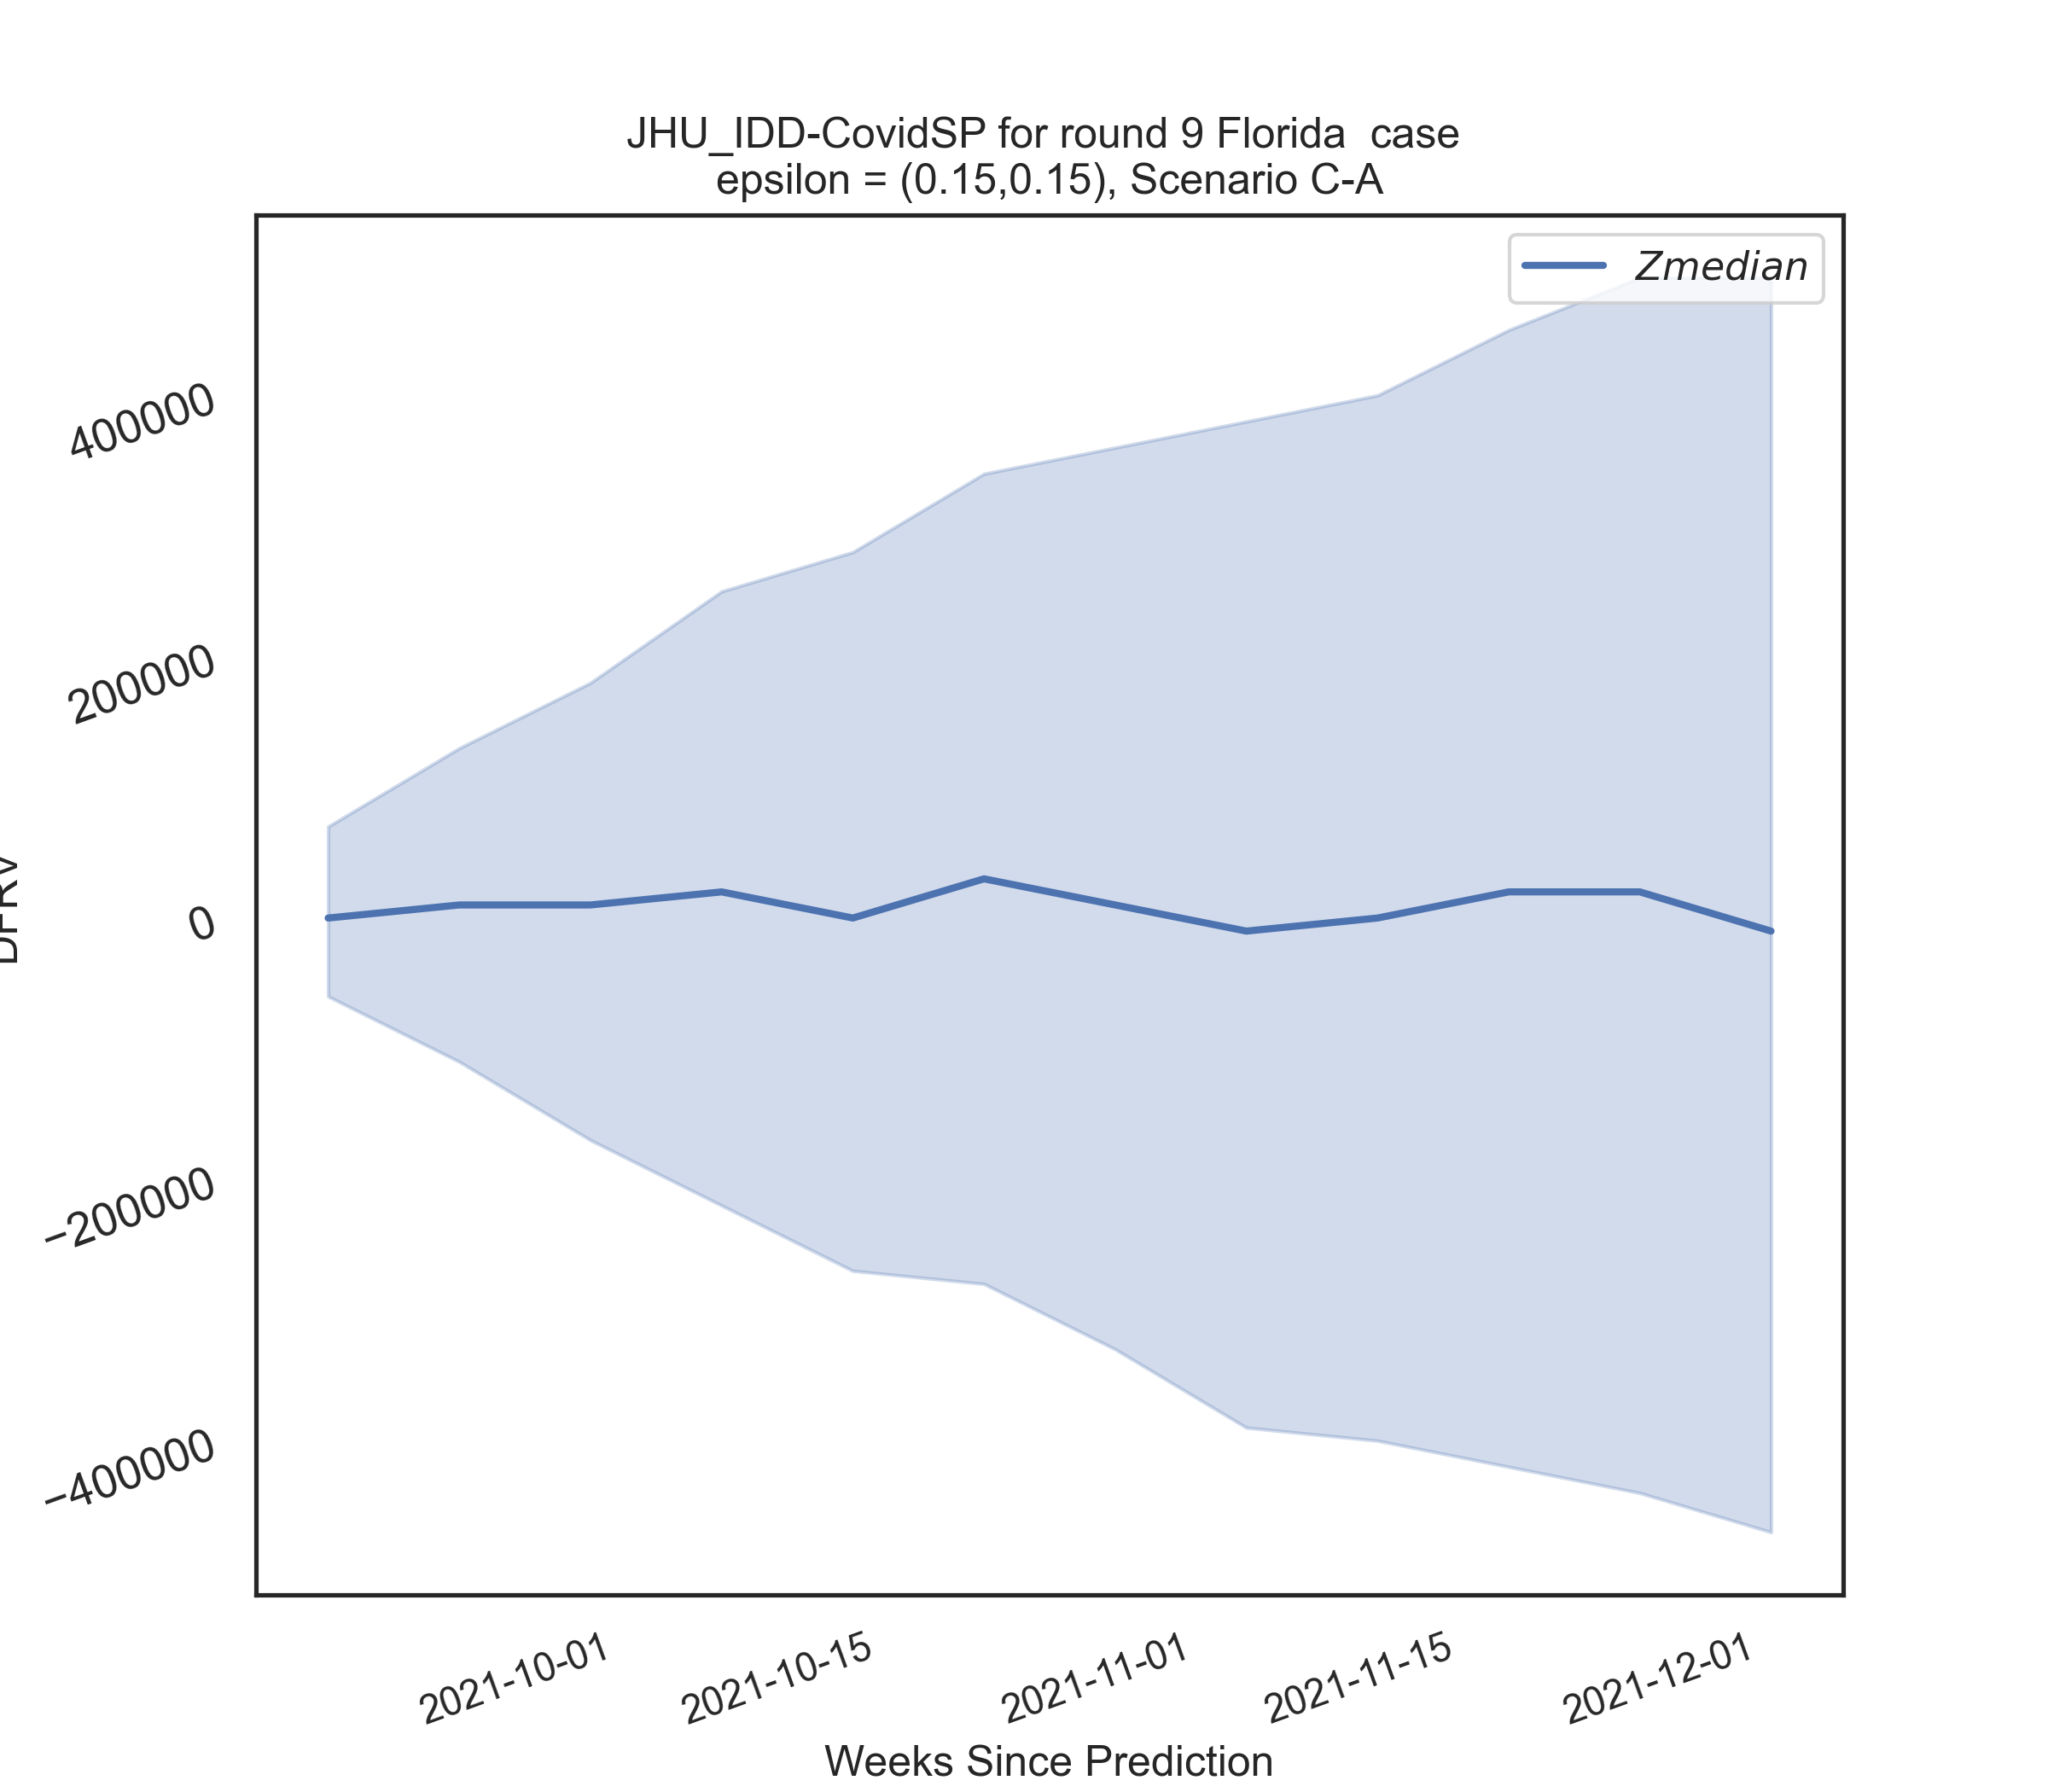 JHU_IDD-CovidSP for round 9 Florida  case
epsilon = (0.15,0.15), Scenario C-A
Zmedian
400000
200000
0
−200000
−400000
2021-10-01
2021-10-15
2021-11-01
2021-11-15
2021-12-01
Weeks Since Prediction